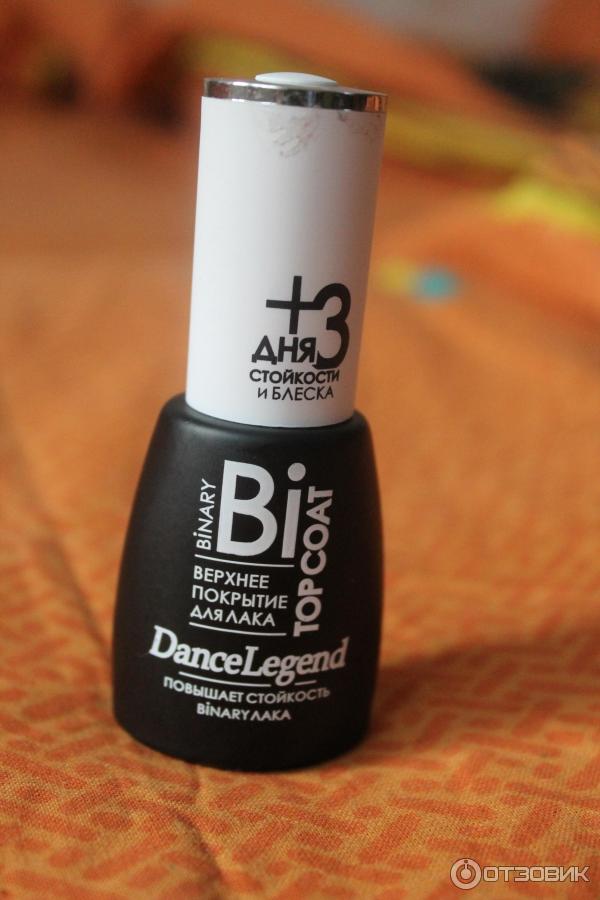 +3
ДНЯ
СТОЙКОСТИ
И БЛЕСКА
BiNARY
Bi
TOP COAT
ВЕРХНЕЕ
ПОКРЫТИЕ
ДЛЯ ЛАКА
DanceLegend
ПОВЫШАЕТ СТОЙКОСТЬ
BiNARY ЛАКА
ОТЗОВИК